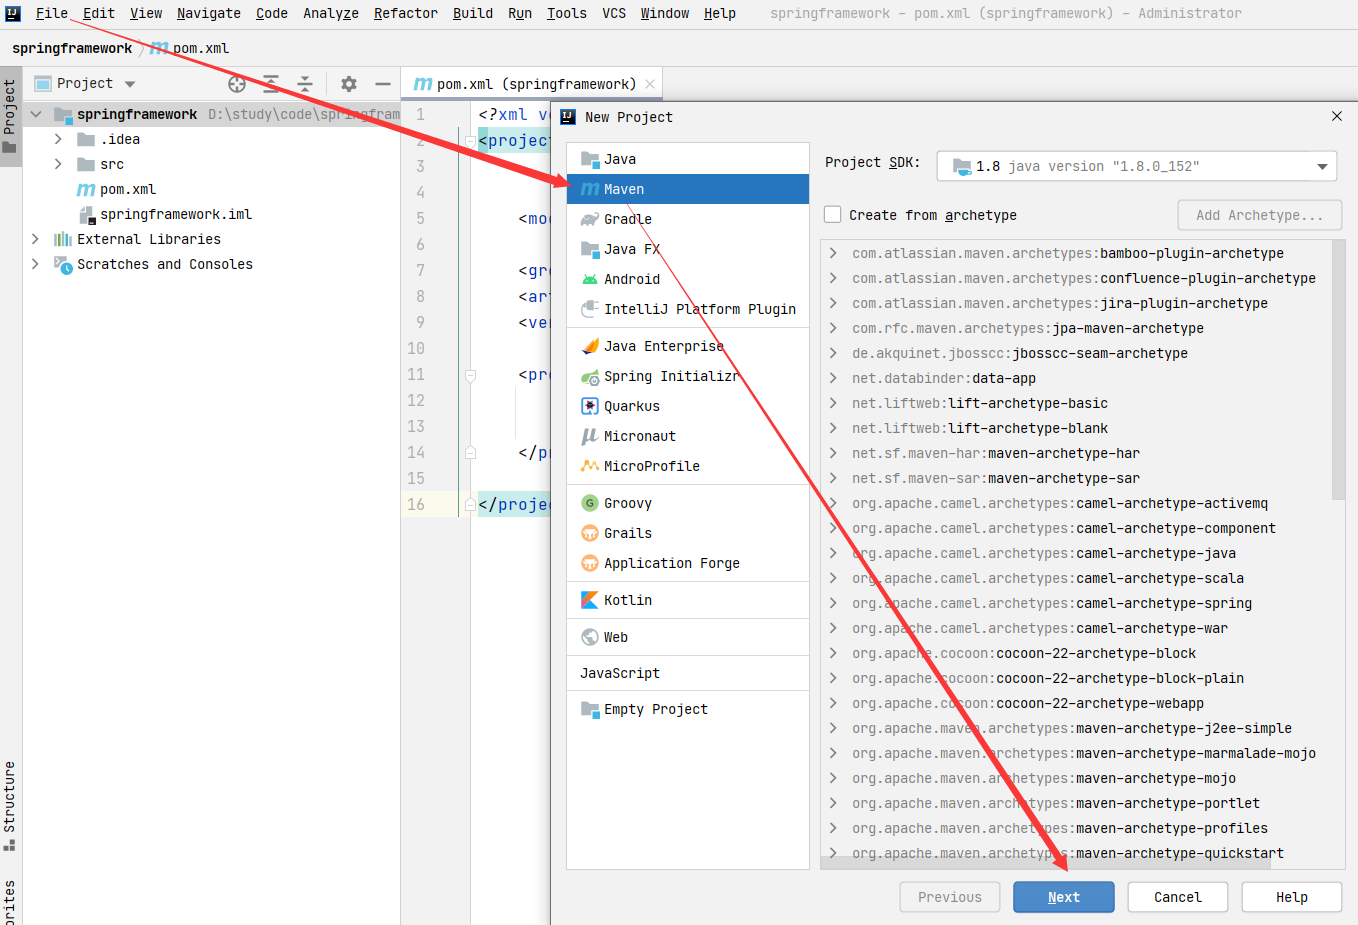 File Edit View Navigate Code Analyze Refactor Build Run Tools VCS Window Help springframework – pom.xml (springframework) – Administrator
springframework pom.xml
Project
Project
pom.xml (springframework)
springframework D:\study\code\springfram
.idea
src
pom.xml
springframework.iml
External Libraries
Scratches and Consoles
Structure
1 <?xml ve
2 <project
3
4
5 <mod
6
7 <gr
8 <ar
9 <ver
10
11 <pro
12
13
14 </pr
15
16 </projec
New Project
Java
Maven
Gradle
Java FX
Android
IntelliJ Platform Plugin
Java Enterprise
Spring Initializr
Quarkus
Micronaut
MicroProfile
Groovy
Grails
Application Forge
Kotlin
Web
JavaScript
Empty Project
Project SDK: 1.8 java version "1.8.0_152"
Create from archetype Add Archetype...
com.atlassian.maven.archetypes:bamboo-plugin-archetype
com.atlassian.maven.archetypes:confluence-plugin-archetype
com.atlassian.maven.archetypes:jira-plugin-archetype
com.rfc.maven.archetypes:jpa-maven-archetype
de.akquinet.jbosscc:jbosscc-seam-archetype
net.databinder:data-app
net.liftweb:lift-archetype-basic
net.liftweb:lift-archetype-blank
net.sf.maven-har:maven-archetype-har
net.sf.maven-sar:maven-archetype-sar
org.apache.camel.archetypes:camel-archetype-activemq
org.apache.camel.archetypes:camel-archetype-component
org.apache.camel.archetypes:camel-archetype-java
org.apache.camel.archetypes:camel-archetype-scala
org.apache.camel.archetypes:camel-archetype-spring
org.apache.camel.archetypes:camel-archetype-war
org.apache.cocoon:cocoon-22-archetype-block
org.apache.cocoon:cocoon-22-archetype-block-plain
org.apache.cocoon:cocoon-22-archetype-webapp
org.apache.maven.archetypes:maven-archetype-j2ee-simple
org.apache.maven.archetypes:maven-archetype-marmalade-mojo
org.apache.maven.archetypes:maven-archetype-mojo
org.apache.maven.archetypes:maven-archetype-portlet
org.apache.maven.archetypes:maven-archetype-profiles
org.apache.maven.archetypes:maven-archetype-quickstart
Previous Next Cancel Help